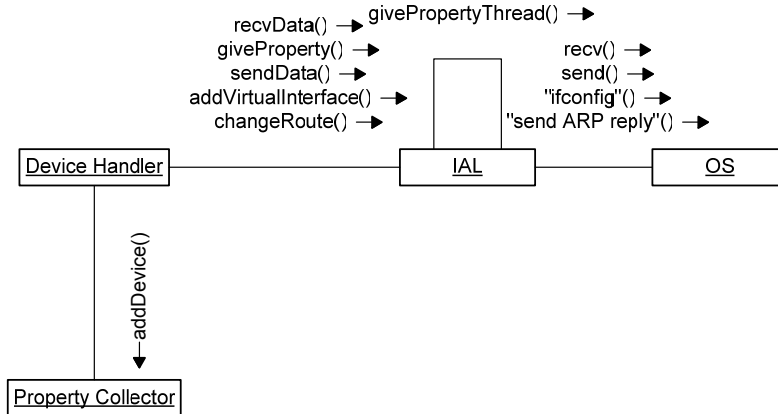 givePropertyThread()
recvData()
giveProperty()
sendData()
addVirtualInterface()
changeRoute()
recv()
send()
"ifconfig"()
"send ARP reply"()
Device Handler
IAL
OS
addDevice()
Property Collector